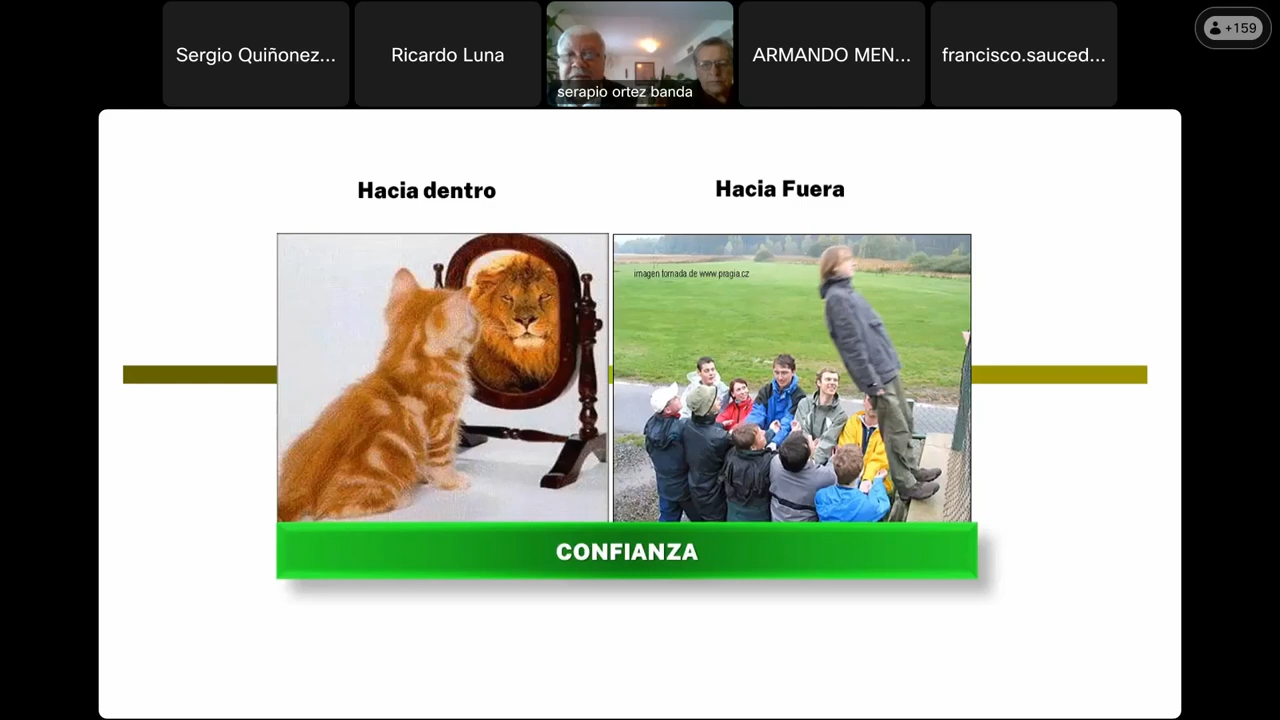 Sergio Quiñonez...
Ricardo Luna
serapio ortez banda
ARMANDO MEN...
francisco.sauced...
+159
Hacia dentro
Hacia Fuera
imagen tomada de www.pragia.cz
CONFIANZA